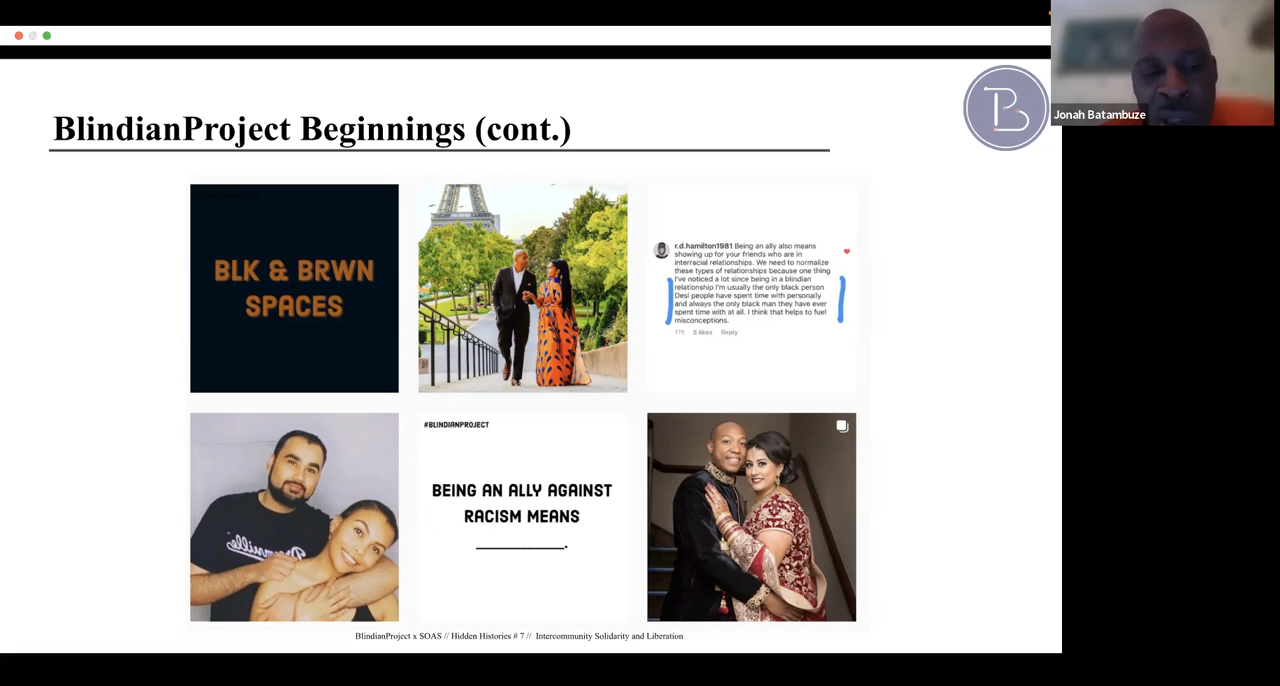 Jonah Batambuze
BlindianProject Beginnings (cont.)
BLK & BRWN
SPACES
r.d.hamilton1981 Being an ally also means
showing up for your friends who are in
interracial relationships. We need to normalize
these types of relationships because one thing
I've noticed a lot since being in a blindian
relationship I'm usually the only black person
Desi people have spent time with personally
and always the only black man they have ever
spent time with at all. I think that helps to fuel
misconceptions.
5 likes Reply
#BLINDIANPROJECT
BEING AN ALLY AGAINST
RACISM MEANS
____________.
BlindianProject x SOAS // Hidden Histories # 7 // Intercommunity Solidarity and Liberation